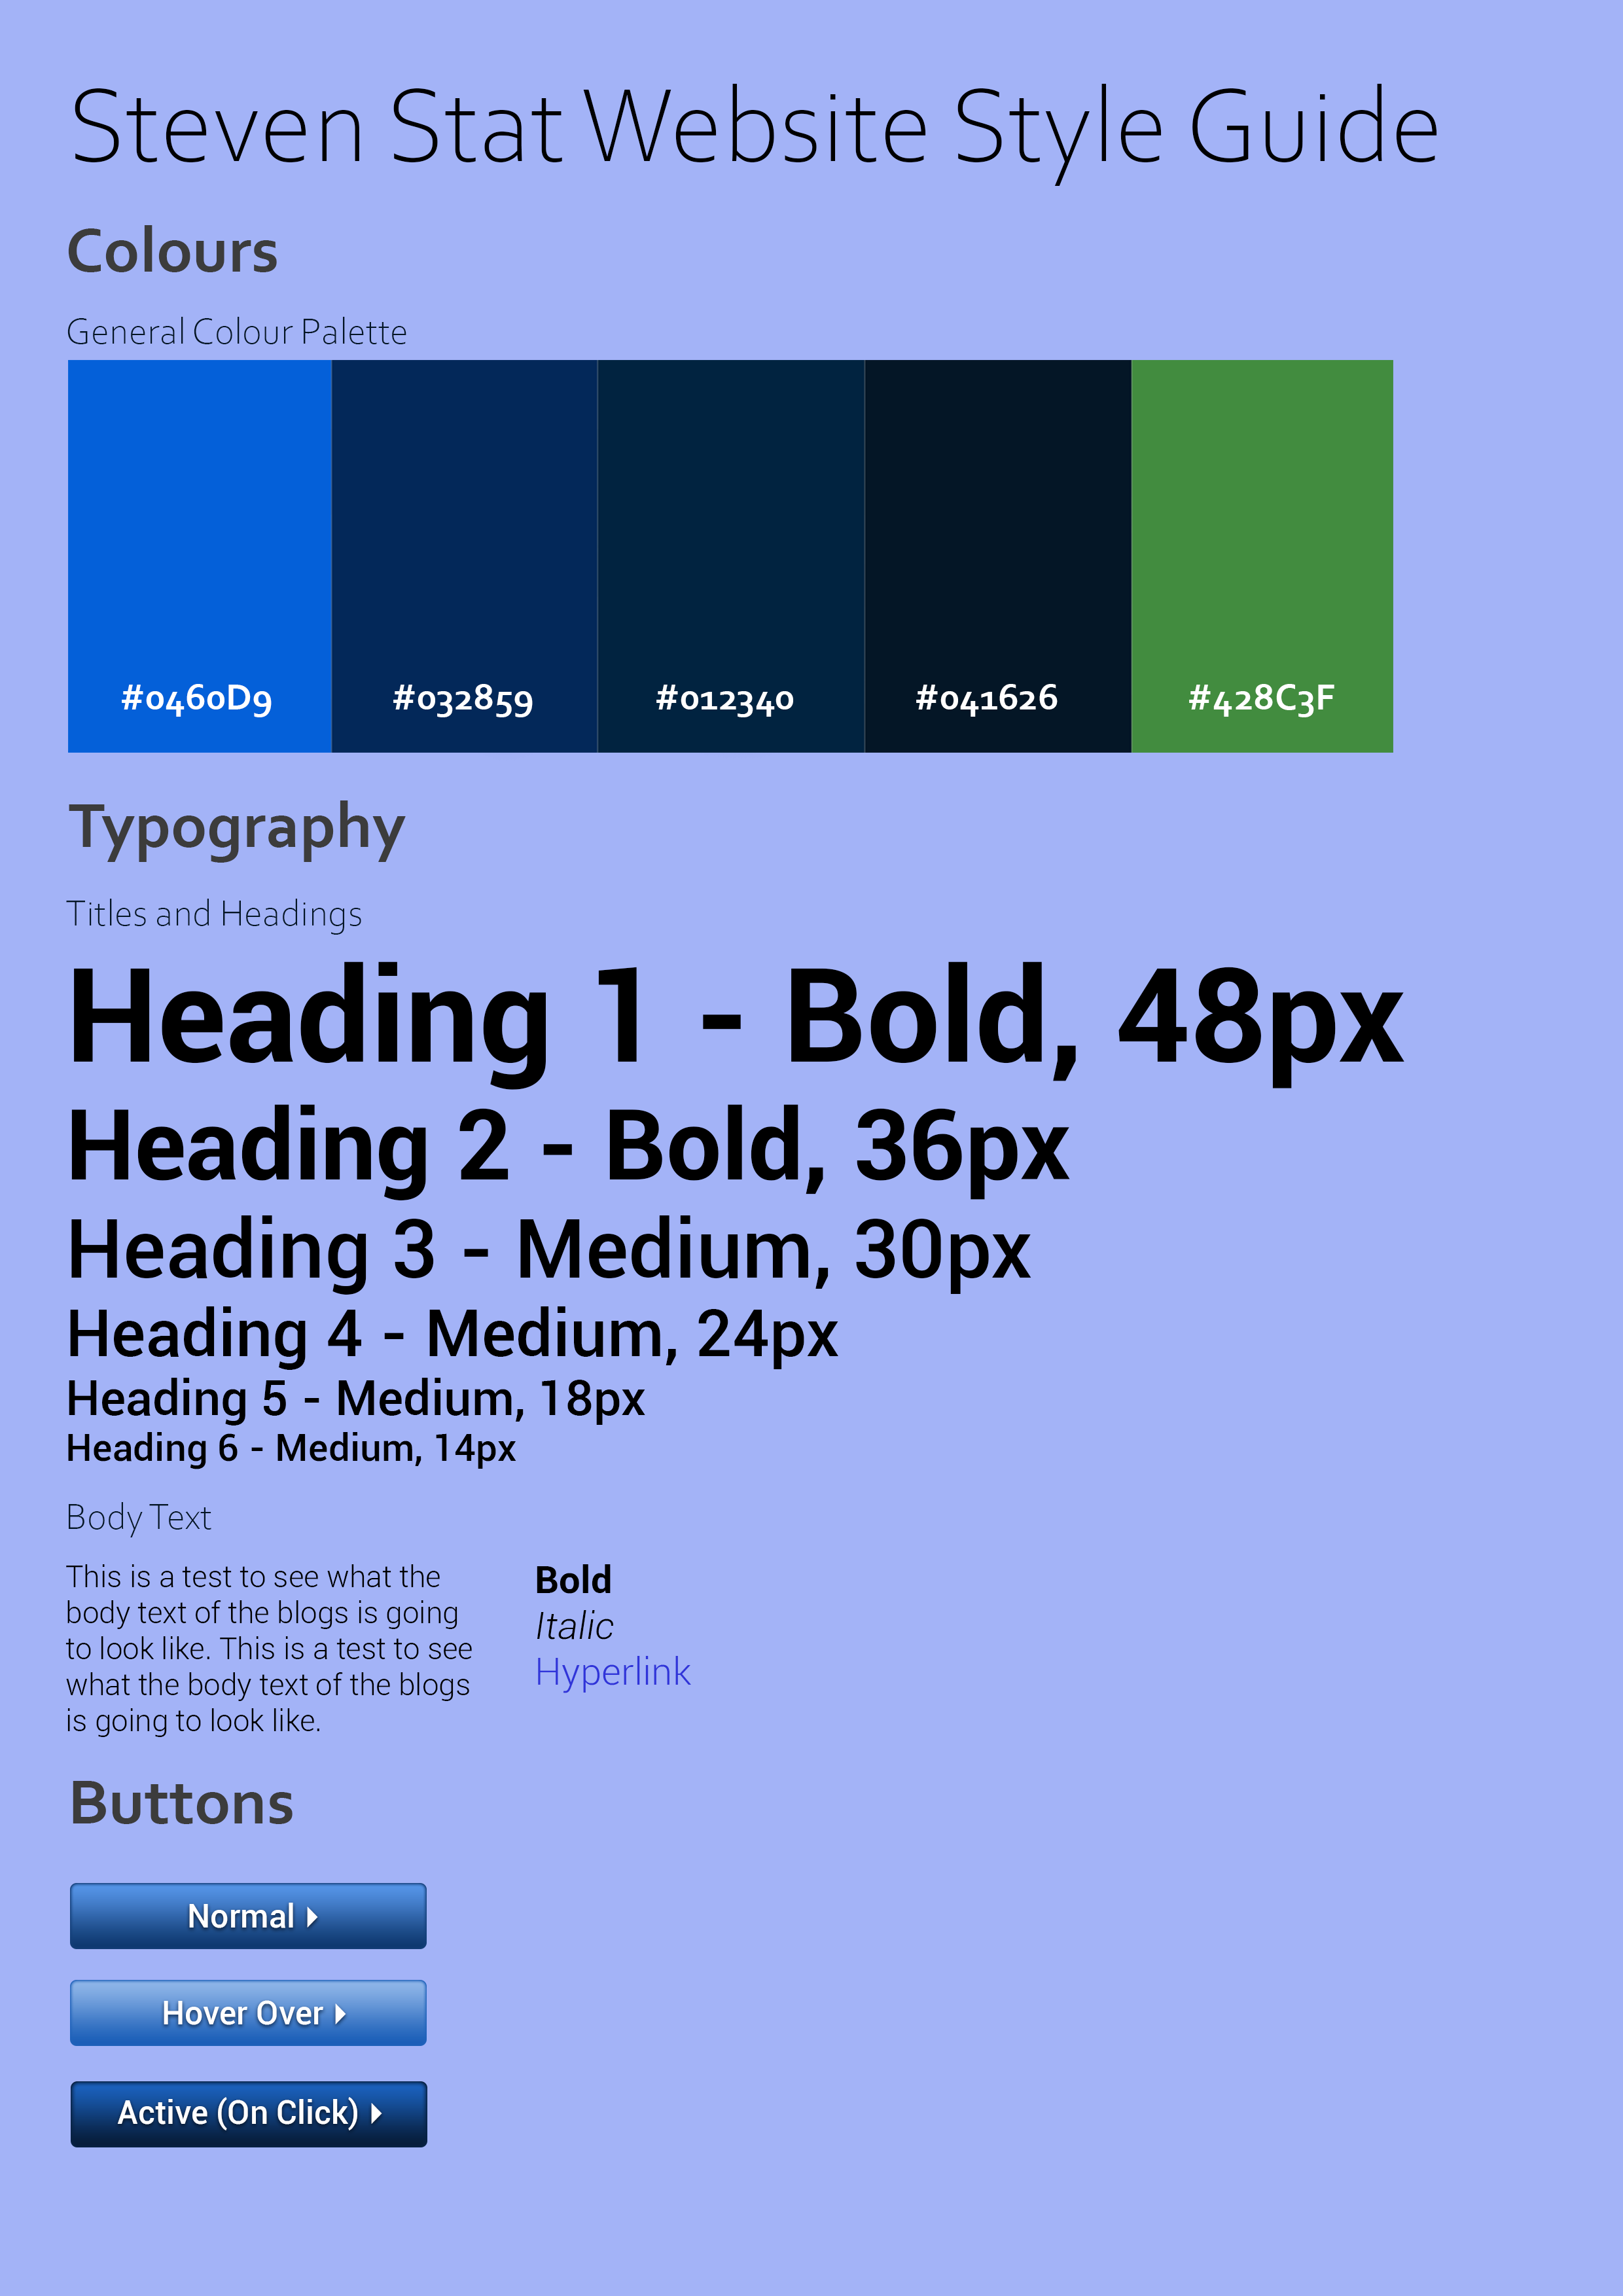 Steven Stat Website Style Guide
Colours
General Colour Palette
#0460D9
#032859
#012340
#041626
#428C3F
Typography
Titles and Headings
Heading 1 - Bold, 48px
Heading 2 - Bold, 36px
Heading 3 - Medium, 30px
Heading 4 - Medium, 24px
Heading 5 - Medium, 18px
Heading 6 - Medium, 14px
Body Text
This is a test to see what the
body text of the blogs is going
to look like. This is a test to see
what the body text of the blogs
is going to look like.
Bold
Italic
Hyperlink
Buttons
Normal
Hover Over
Active (On Click)